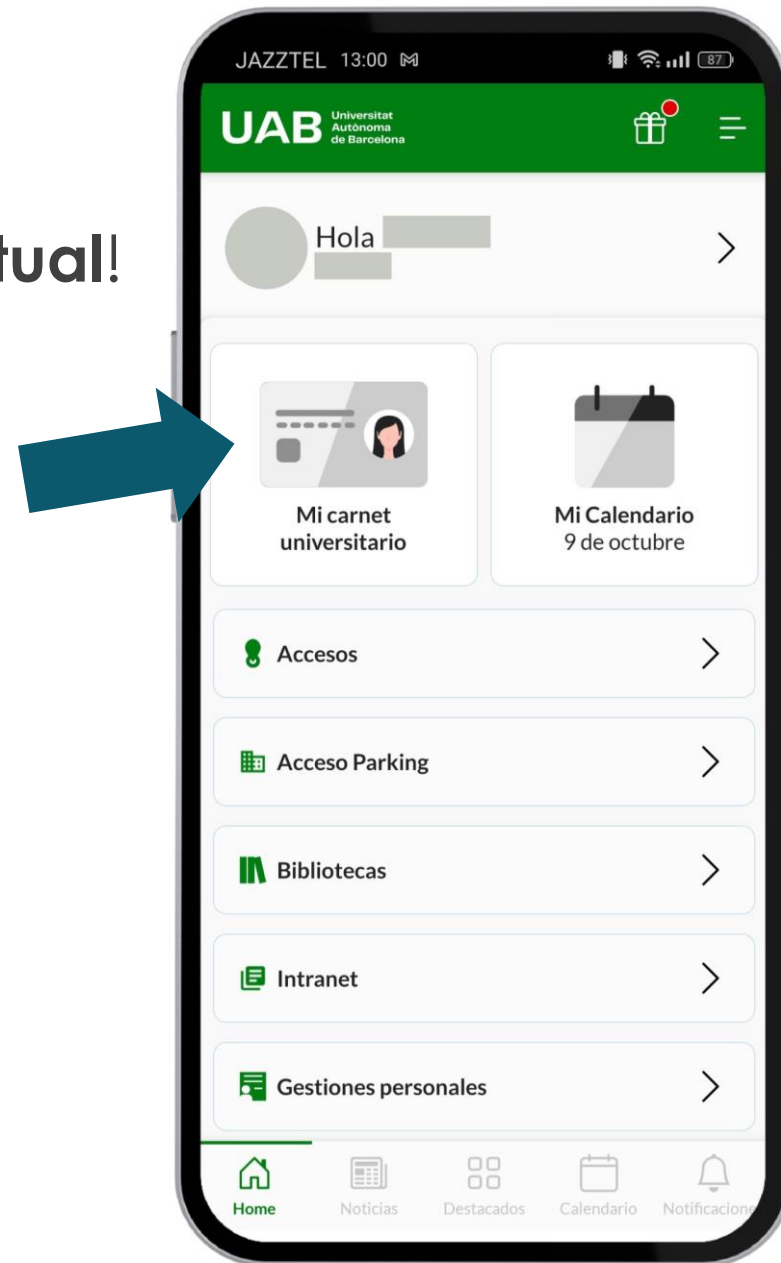 JAZZTEL 13:00 87
UAB Universitat
Autònoma
de Barcelona
Hola
tual!
Mi carnet
universitario
Mi Calendario
9 de octubre
Accesos
Acceso Parking
Bibliotecas
Intranet
Gestiones personales
Home Noticias Destacados Calendario Notificacione